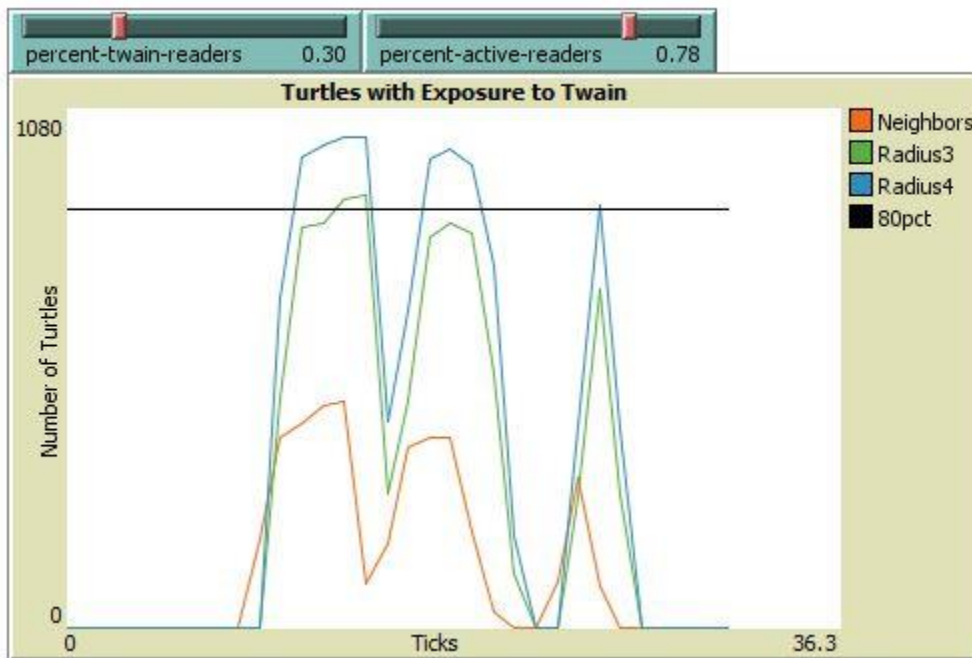 percent-twain-readers 0.30
percent-active-readers 0.78
Turtles with Exposure to Twain
1080
Number of Turtles
0
0
Ticks
36.3
Neighbors
Radius3
Radius4
80pct